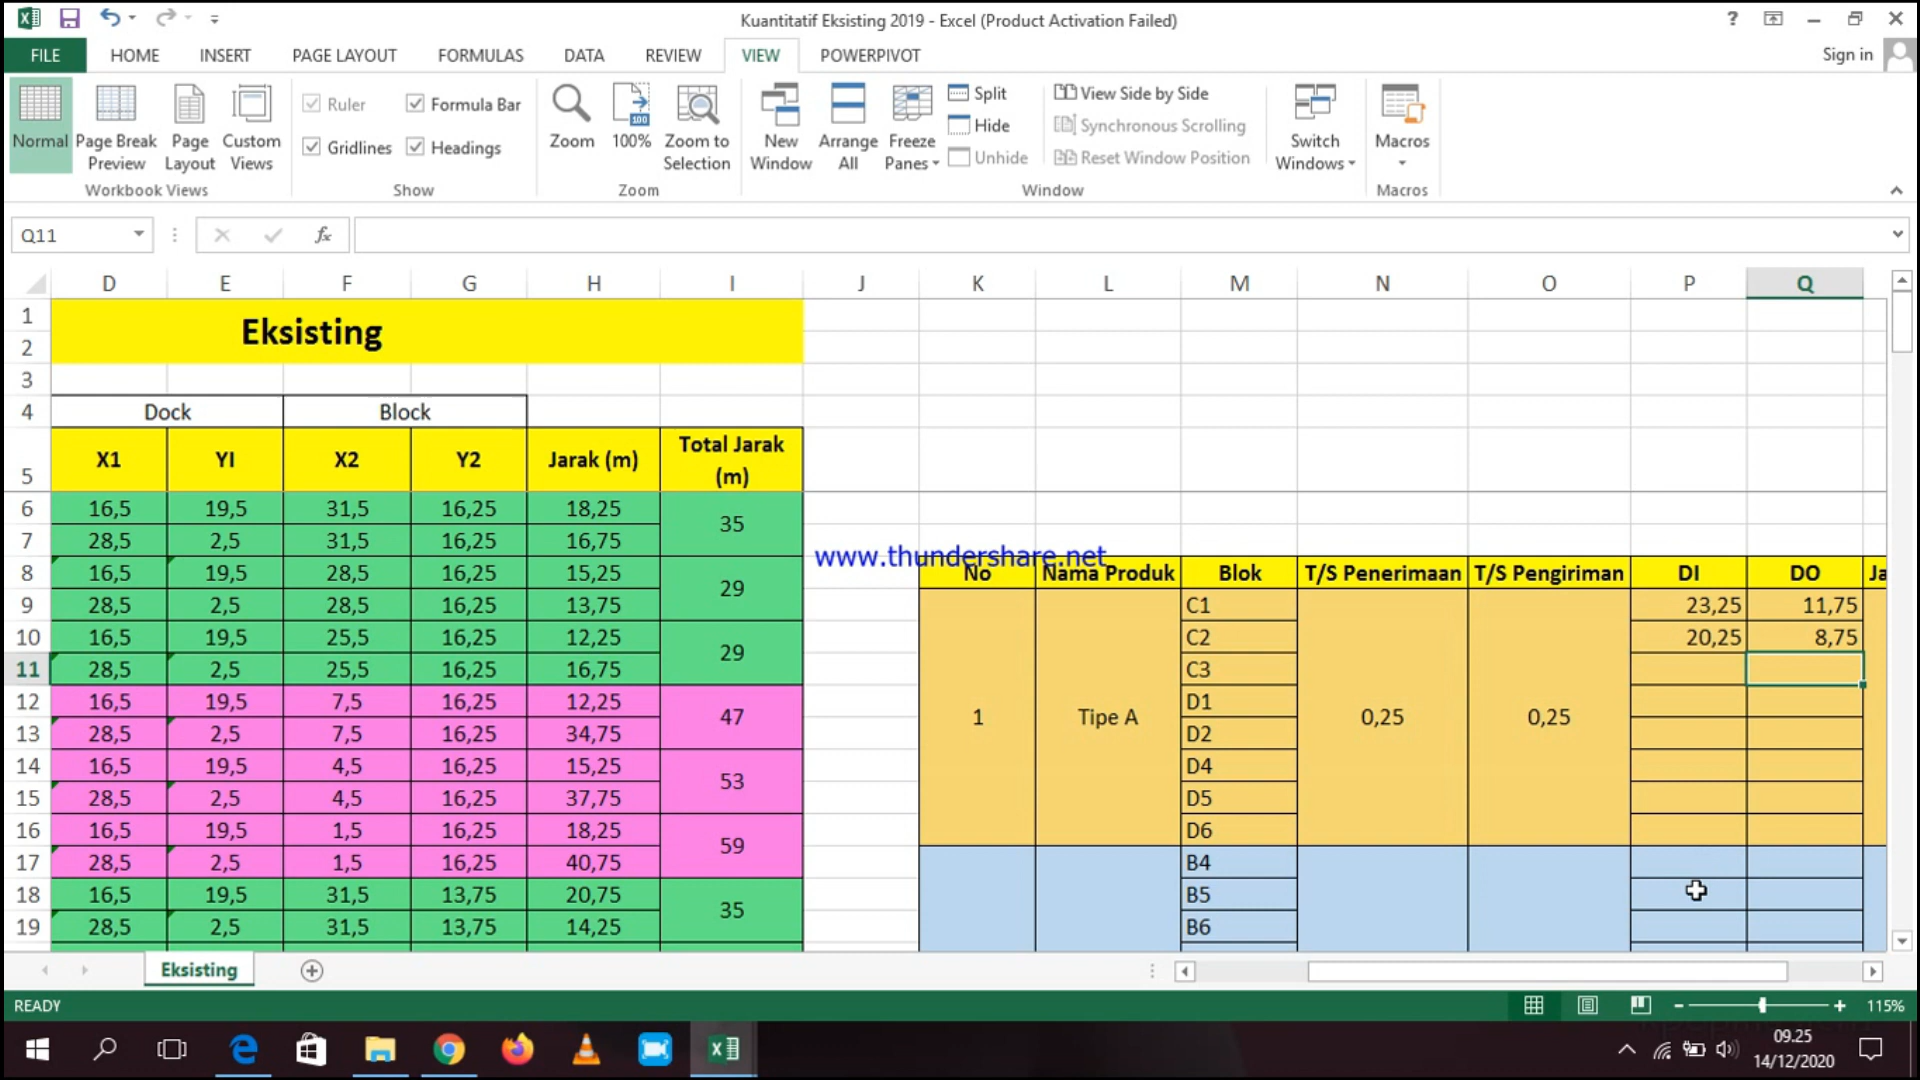 Kuantitatif Eksisting 2019 - Excel (Product Activation Failed)
FILE HOME INSERT PAGE LAYOUT FORMULAS DATA REVIEW VIEW POWERPIVOT Sign in
Normal Page Break Preview Page Layout Custom Views
Ruler Formula Bar
Gridlines Headings
Zoom 100% Zoom to Selection
New Window Arrange All Freeze Panes
Split
Hide
Unhide
View Side by Side
Synchronous Scrolling
Reset Window Position
Switch Windows
Macros
Workbook Views Show Zoom Window Macros
Q11 fx
D E F G H I J K L M N O P Q
1
Eksisting
2
3
4 Dock Block
5 X1 YI X2 Y2 Jarak (m) Total Jarak (m)
6 16,5 19,5 31,5 16,25 18,25 35
7 28,5 2,5 31,5 16,25 16,75
www.thundershare.net
8 16,5 19,5 28,5 16,25 15,25 29 No Nama Produk Blok T/S Penerimaan T/S Pengiriman DI DO Ja
9 28,5 2,5 28,5 16,25 13,75 C1 23,25 11,75
10 16,5 19,5 25,5 16,25 12,25 29 C2 20,25 8,75
11 28,5 2,5 25,5 16,25 16,75 C3
12 16,5 19,5 7,5 16,25 12,25 47 1 Tipe A D1 0,25 0,25
13 28,5 2,5 7,5 16,25 34,75 D2
14 16,5 19,5 4,5 16,25 15,25 53 D4
15 28,5 2,5 4,5 16,25 37,75 D5
16 16,5 19,5 1,5 16,25 18,25 59 D6
17 28,5 2,5 1,5 16,25 40,75 B4
18 16,5 19,5 31,5 13,75 20,75 35 B5
19 28,5 2,5 31,5 13,75 14,25 B6
Eksisting
READY 115%
09.25
14/12/2020